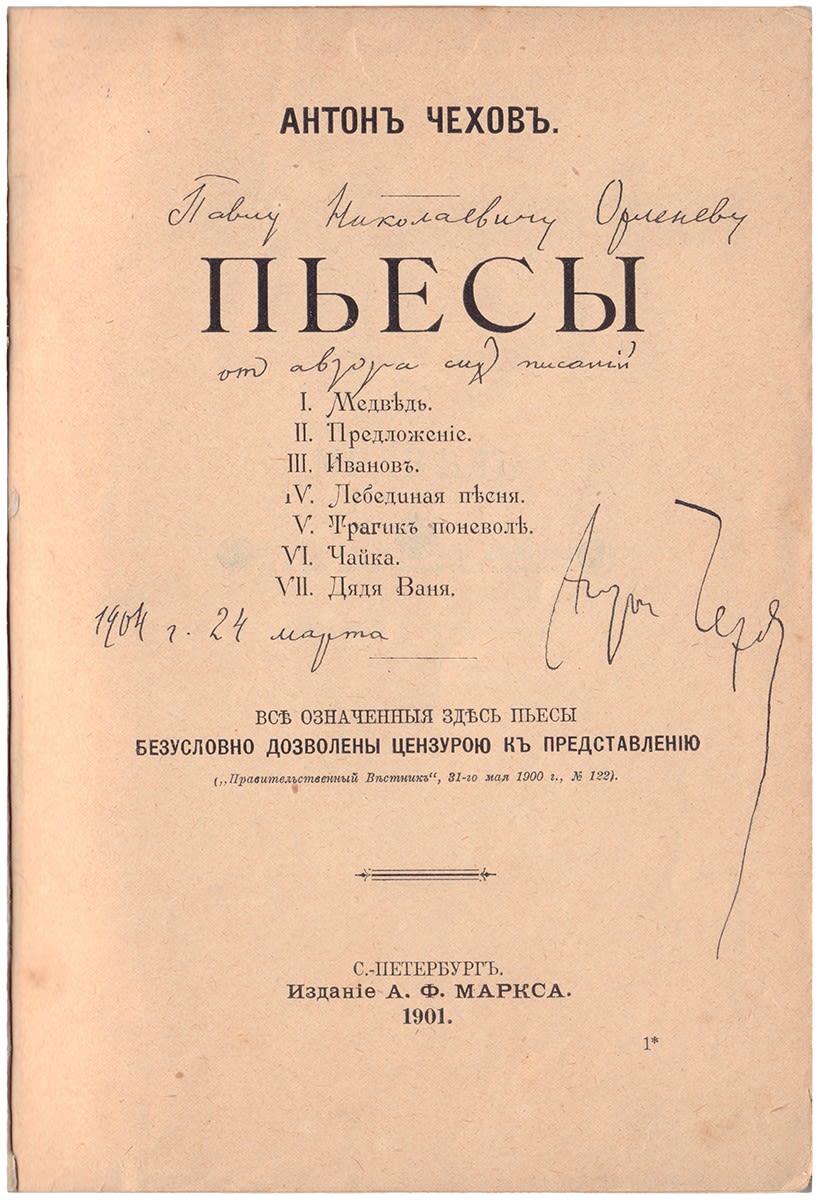 АНТОНЪ ЧЕХОВЪ.
Павлу Николаевичу Орленеву
ПЬЕСЫ
от автора сих писаний
I. Медвѣдь.
II. Предложеніе.
III. Ивановъ.
IV. Лебединая пѣсня.
V. Трагикъ поневолѣ.
VI. Чайка.
VII. Дядя Ваня.
Антон Чехов
1904 г. 24 марта
ВСѢ ОЗНАЧЕННЫЯ ЗДѢСЬ ПЬЕСЫ
БЕЗУСЛОВНО ДОЗВОЛЕНЫ ЦЕНЗУРОЮ КЪ ПРЕДСТАВЛЕНІЮ
(„Правительственный Вѣстникъ“, 31-го мая 1900 г., № 122).
С.-ПЕТЕРБУРГЪ.
Изданіе А. Ф. МАРКСА.
1901.
1*